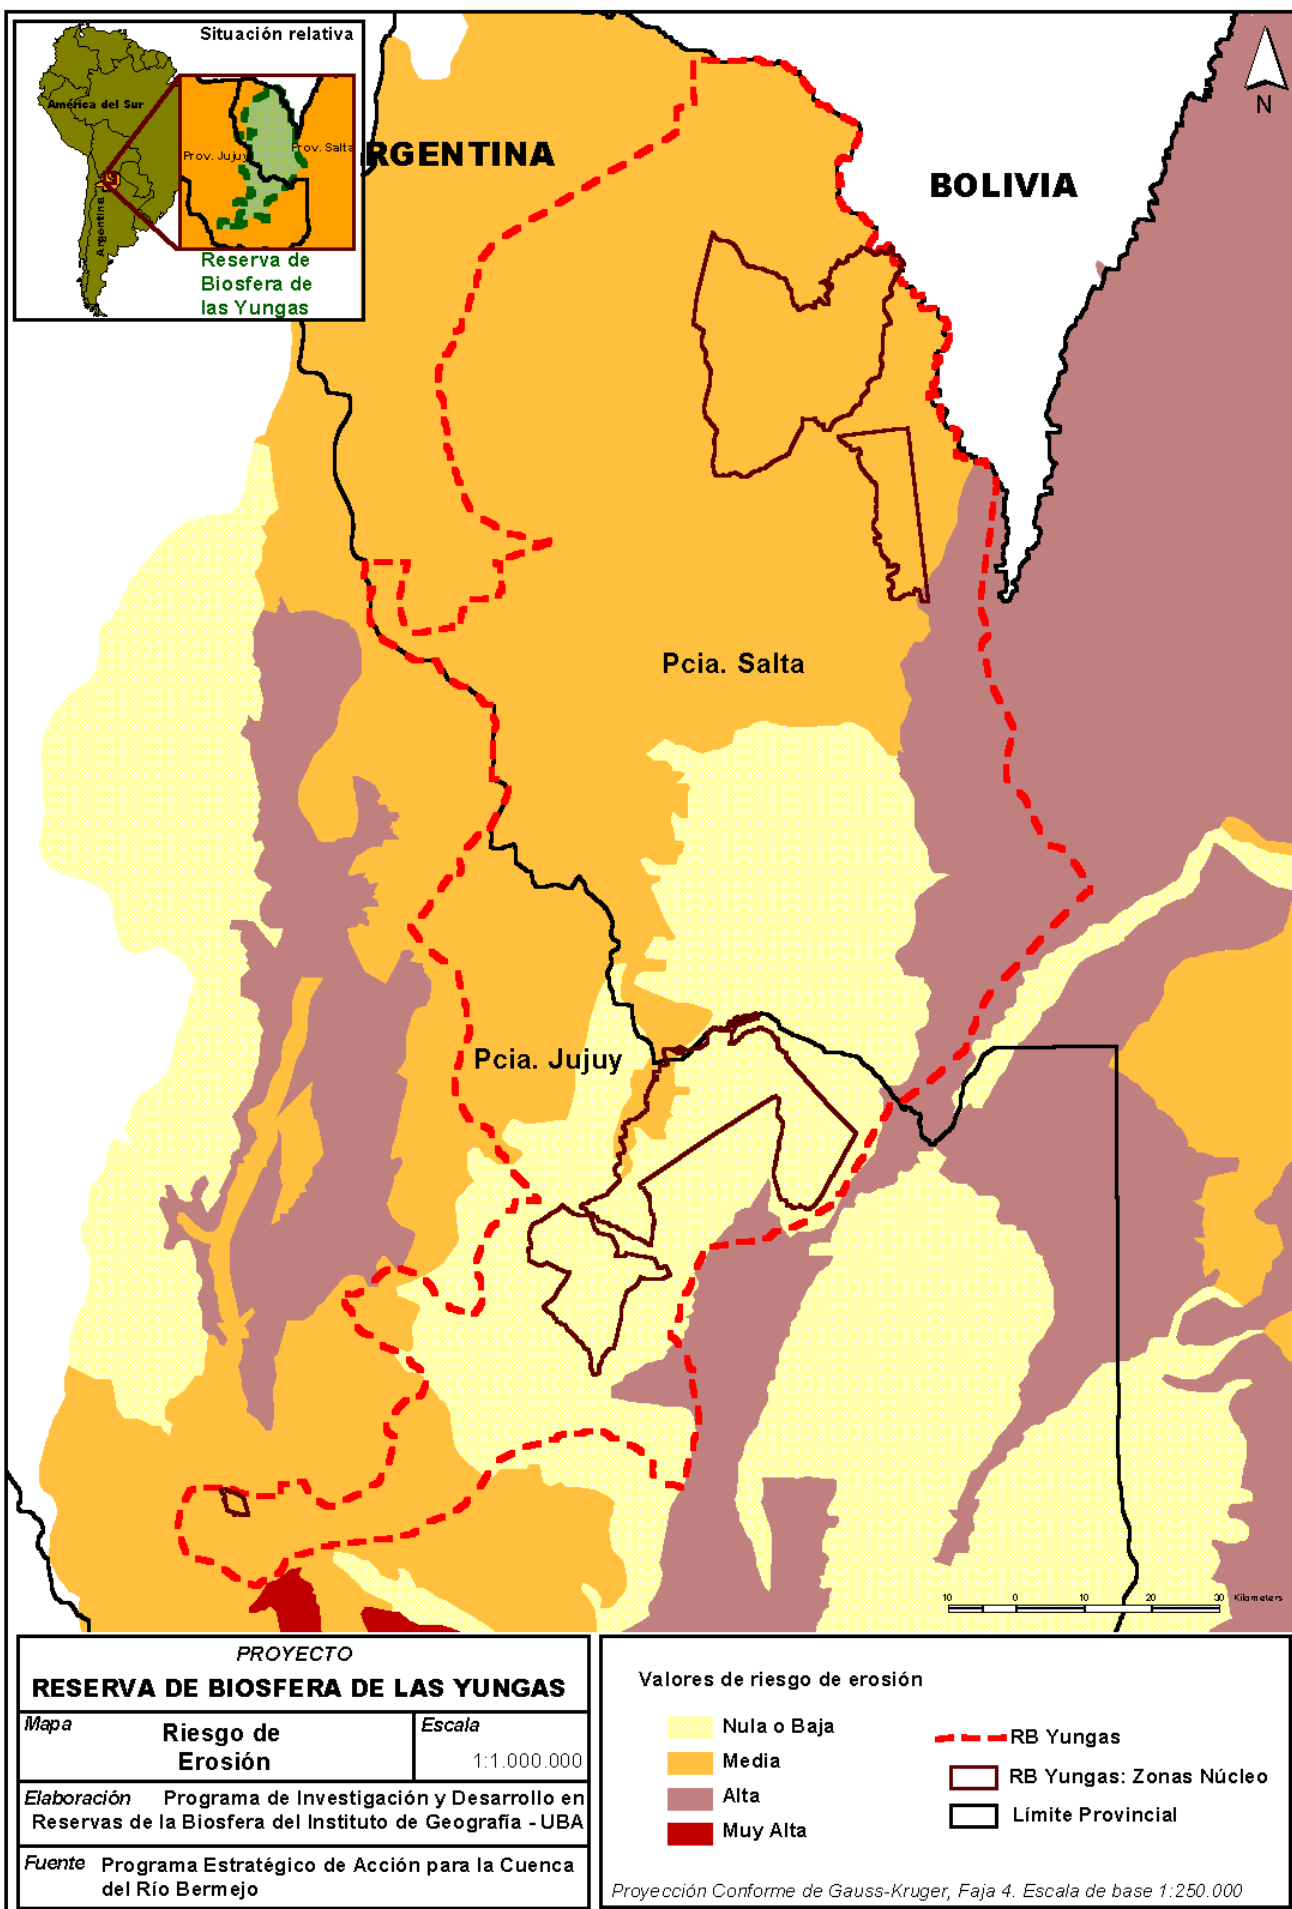 Situación relativa
América del Sur
Prov. Jujuy
Prov. Salta
Argentina
Reserva de
Biosfera de
las Yungas
RGENTINA
BOLIVIA
N
Pcia. Salta
Pcia. Jujuy
10 0 10 20 30 Kilometers
PROYECTO
RESERVA DE BIOSFERA DE LAS YUNGAS
Mapa
Riesgo de
Erosión
Escala
1:1.000.000
Elaboración Programa de Investigación y Desarrollo en
Reservas de la Biosfera del Instituto de Geografía - UBA
Fuente Programa Estratégico de Acción para la Cuenca
del Río Bermejo
Valores de riesgo de erosión
Nula o Baja
Media
Alta
Muy Alta
RB Yungas
RB Yungas: Zonas Núcleo
Límite Provincial
Proyección Conforme de Gauss-Kruger, Faja 4. Escala de base 1:250.000